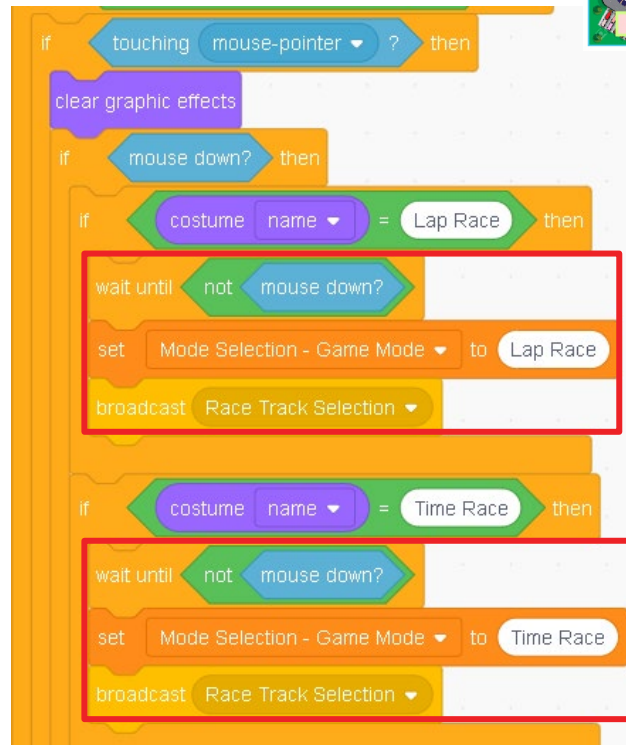 if touching mouse-pointer ? then
clear graphic effects
if mouse down? then
if costume name = Lap Race then
wait until not mouse down?
set Mode Selection - Game Mode to Lap Race
broadcast Race Track Selection
if costume name = Time Race then
wait until not mouse down?
set Mode Selection - Game Mode to Time Race
broadcast Race Track Selection